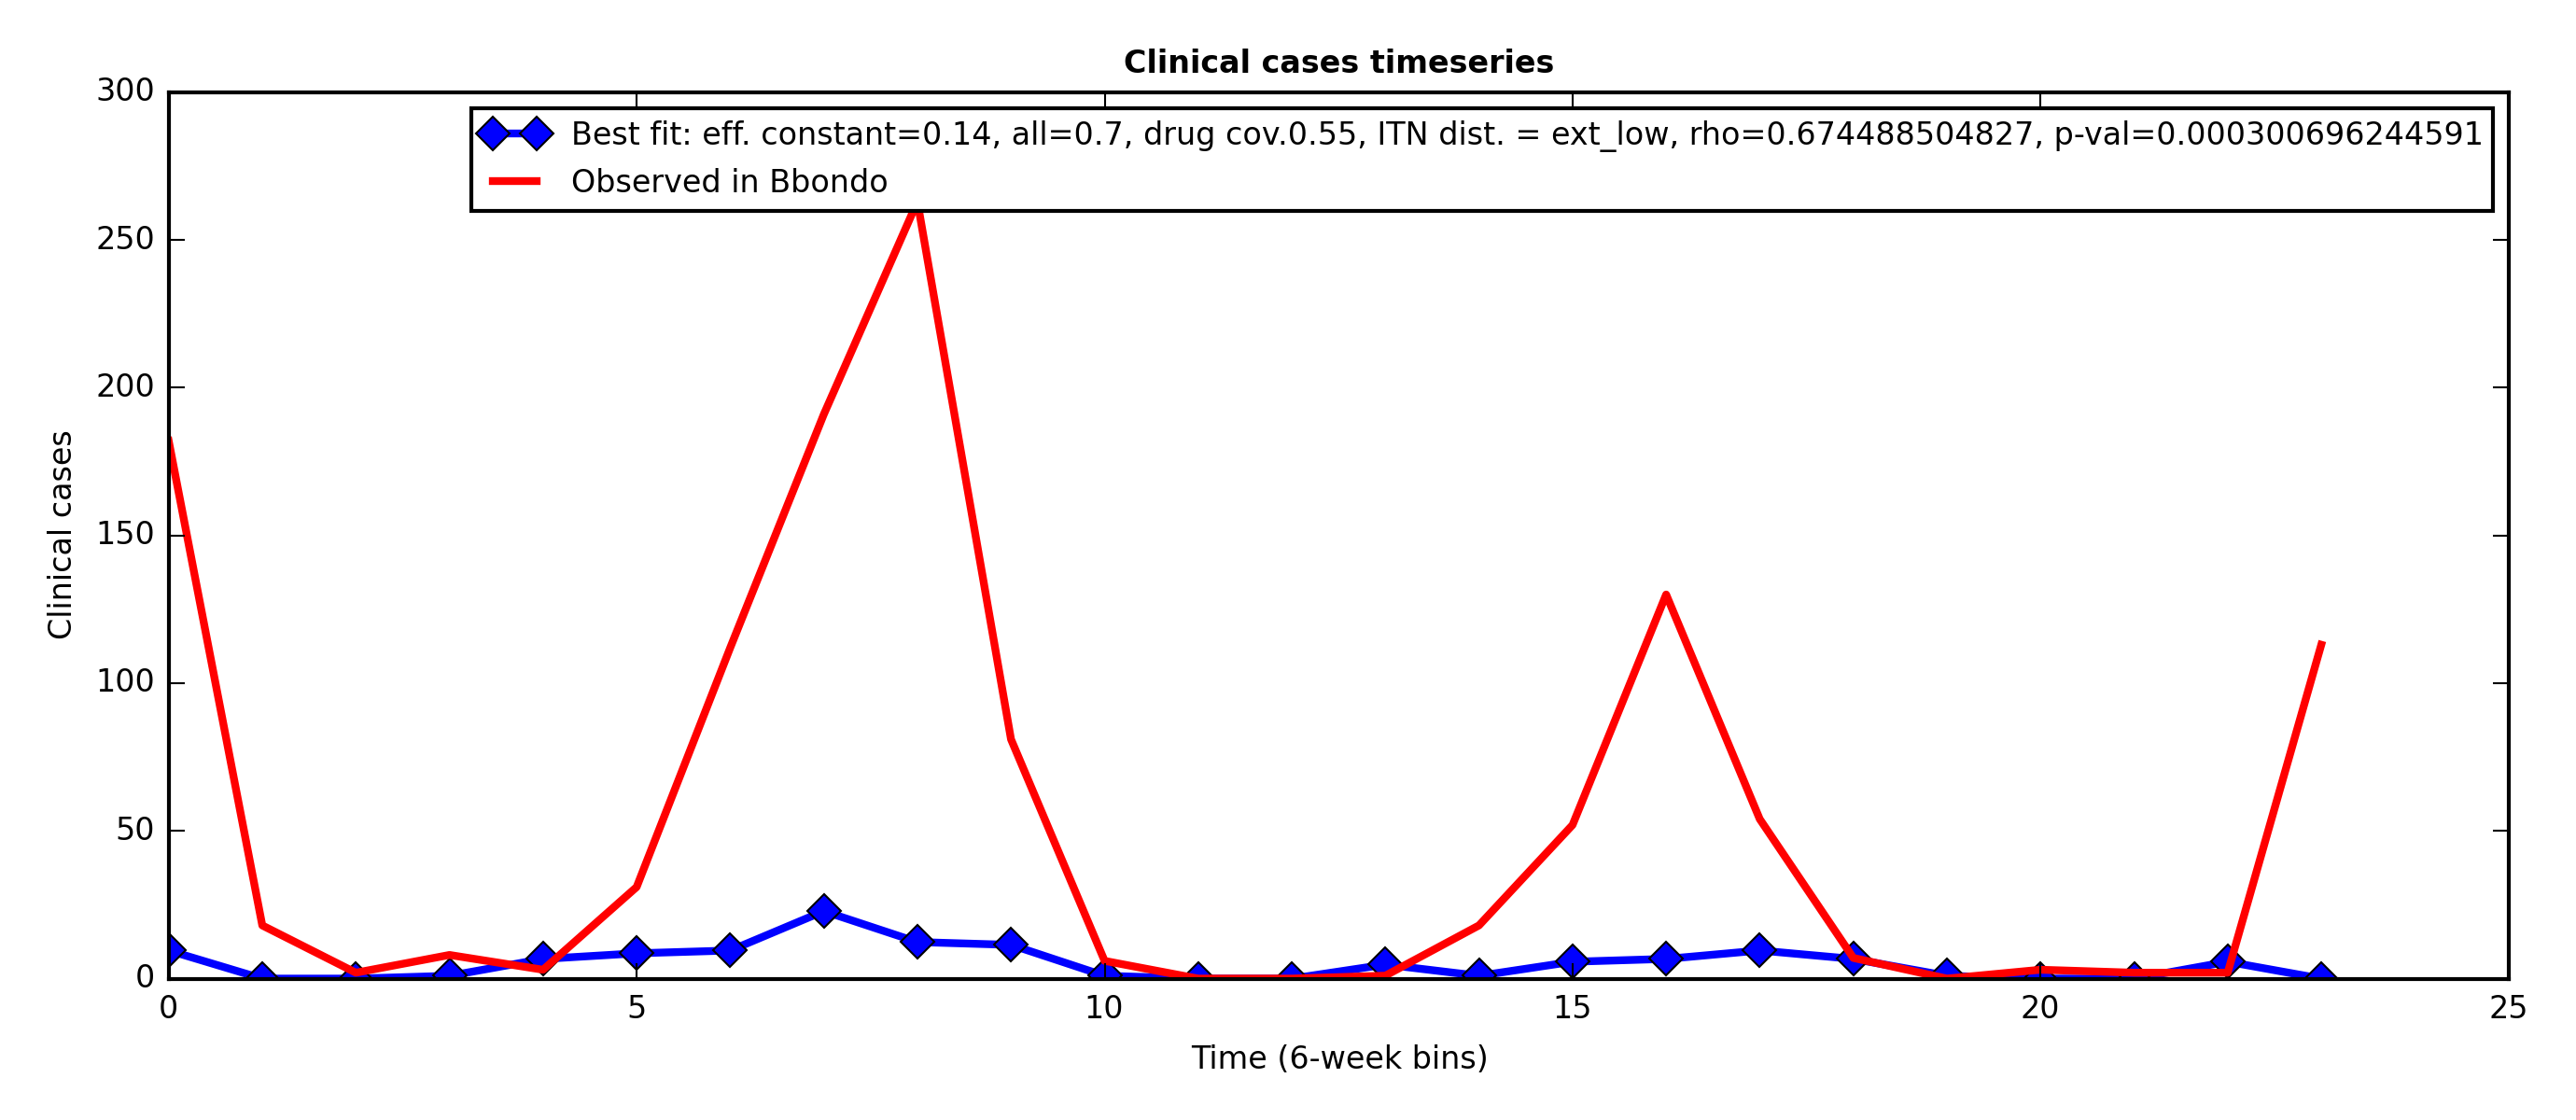 Clinical cases timeseries
300
250
200
150
100
50
0
Clinical cases
Best fit: eff. constant=0.14, all=0.7, drug cov.0.55, ITN dist. = ext_low, rho=0.674488504827, p-val=0.000300696244591
Observed in Bbondo
0 5 10 15 20 25
Time (6-week bins)